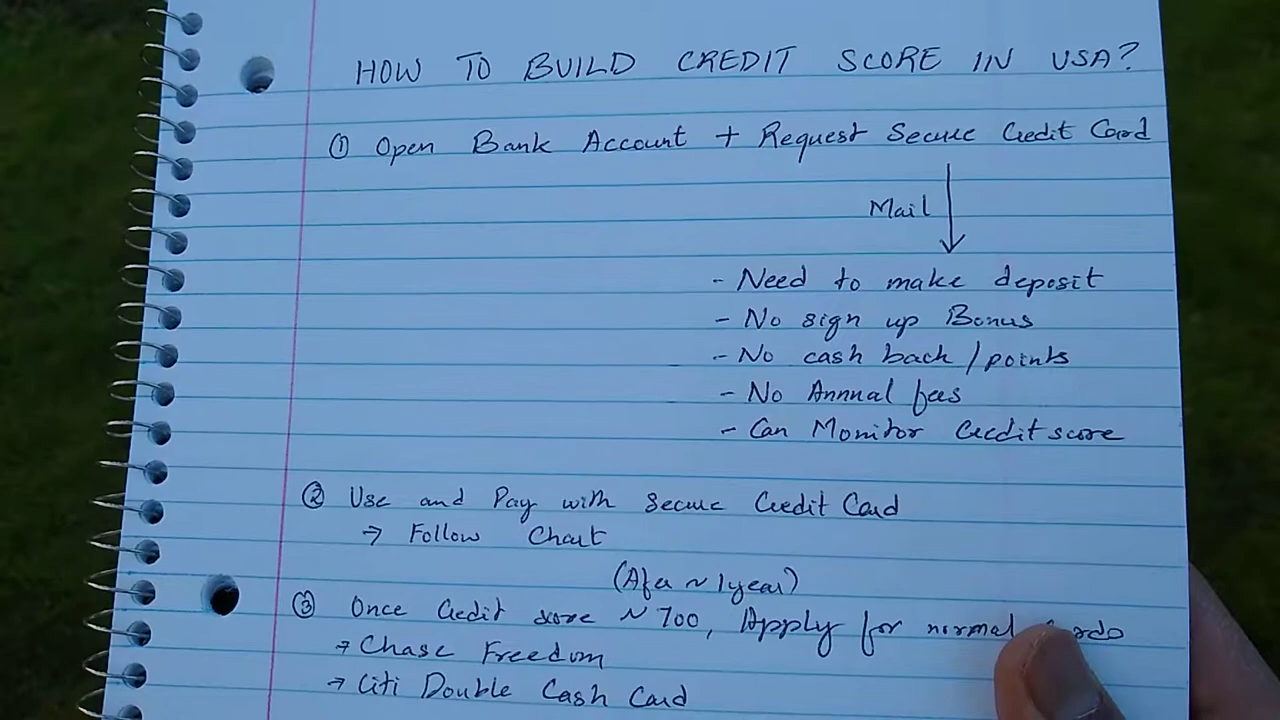 HOW TO BUILD CREDIT SCORE IN USA?
① Open Bank Account + Request Secure Credit Card
Mail
- Need to make deposit
- No sign up Bonus
- No cash back/points
- No Annual fees
- Can Monitor Credit score
② Use and Pay with Secure Credit Card
→ Follow Chart
(After ~ 1 year)
③ Once Credit score ~ 700, Apply for normal
→ Chase Freedom
→ Citi Double Cash Card